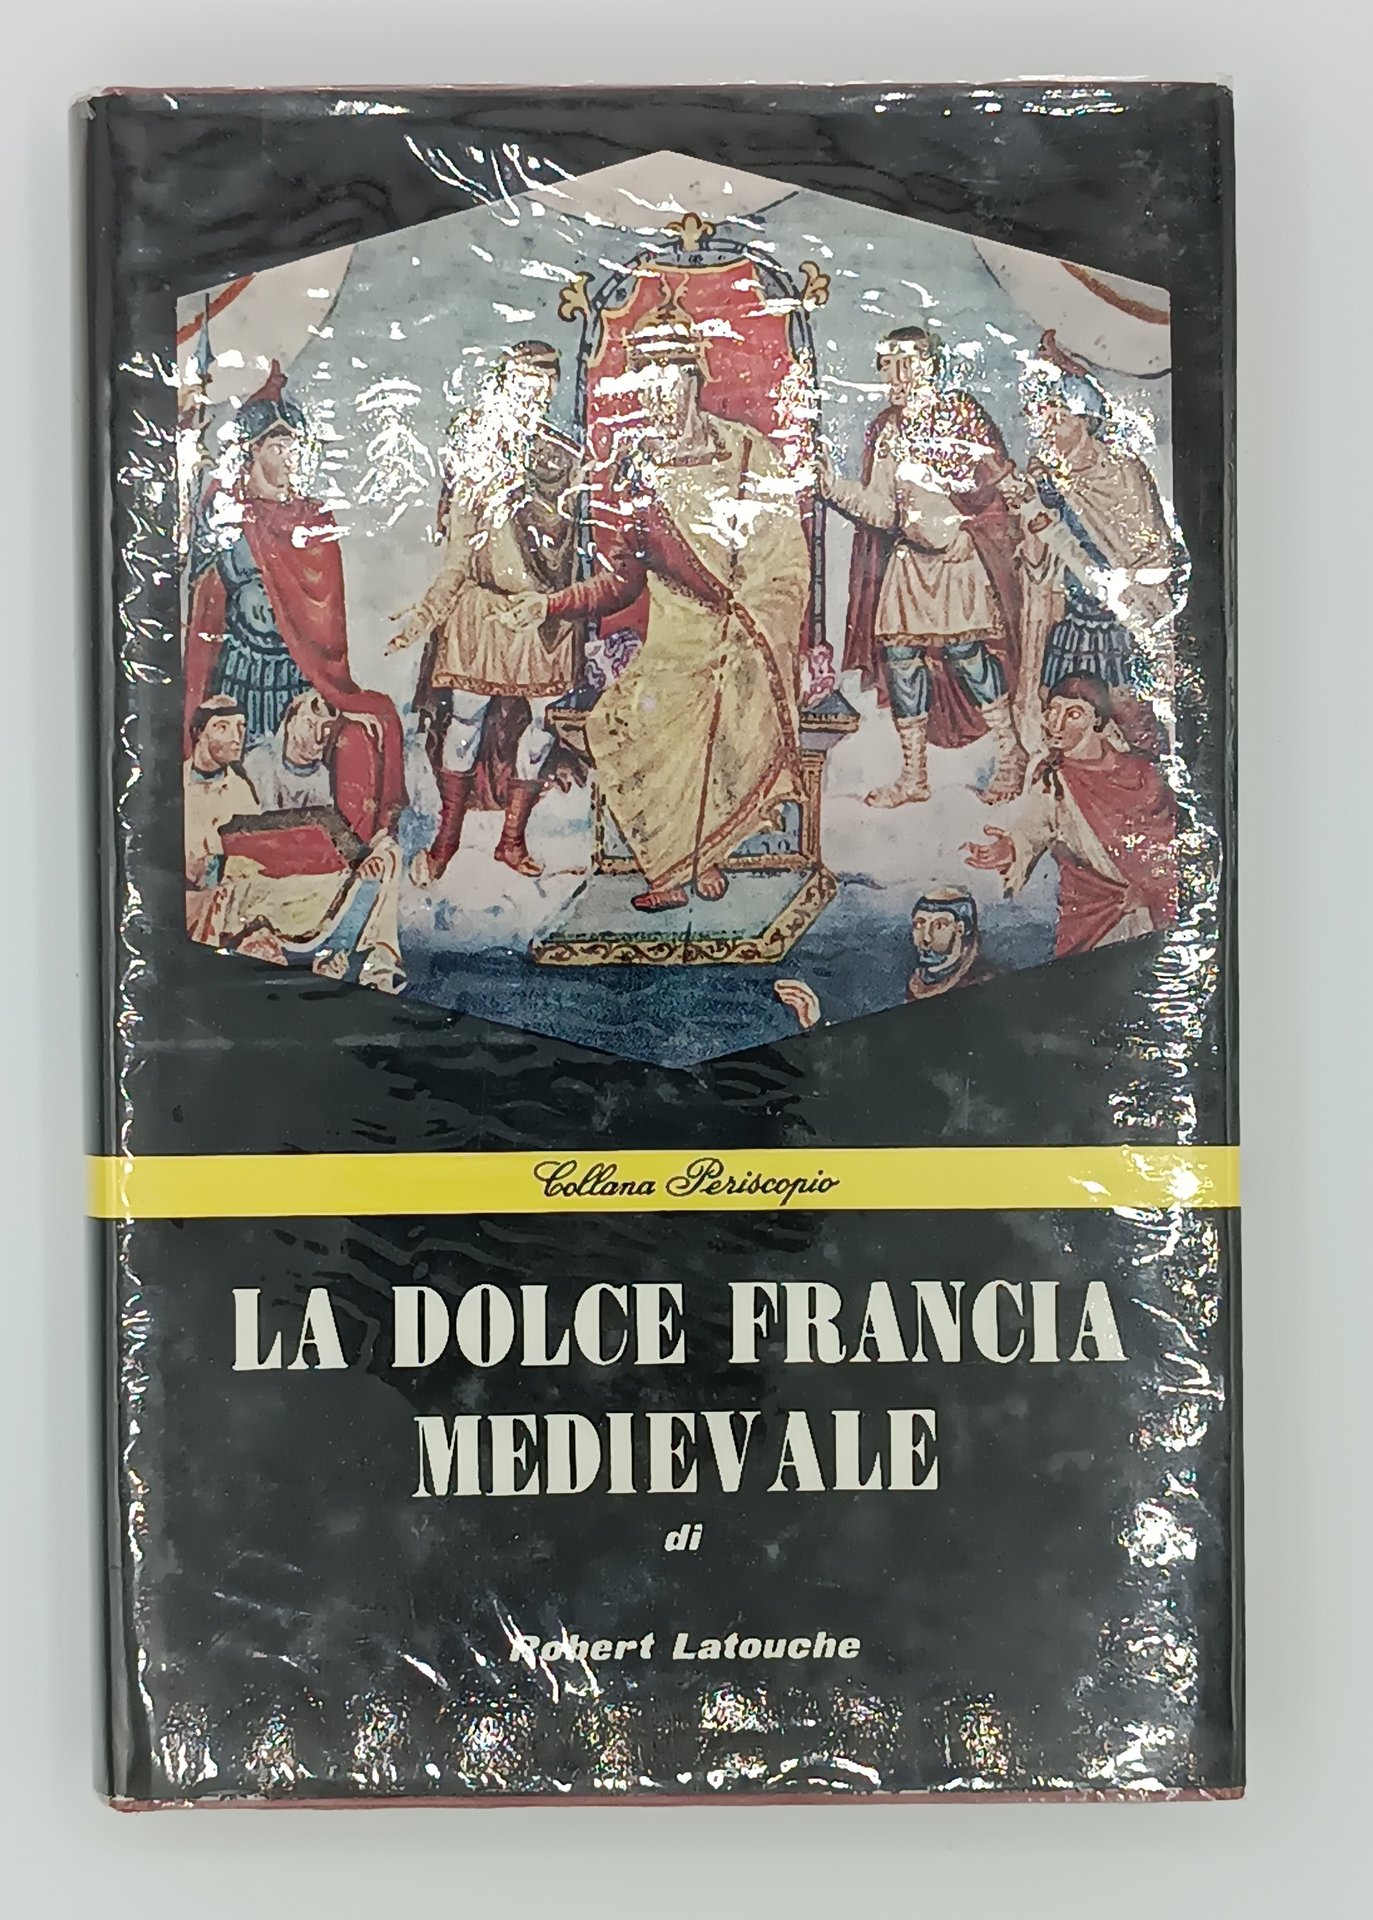 Collana Periscopio
LA DOLCE FRANCIA
MEDIEVALE
di
Robert Latouche